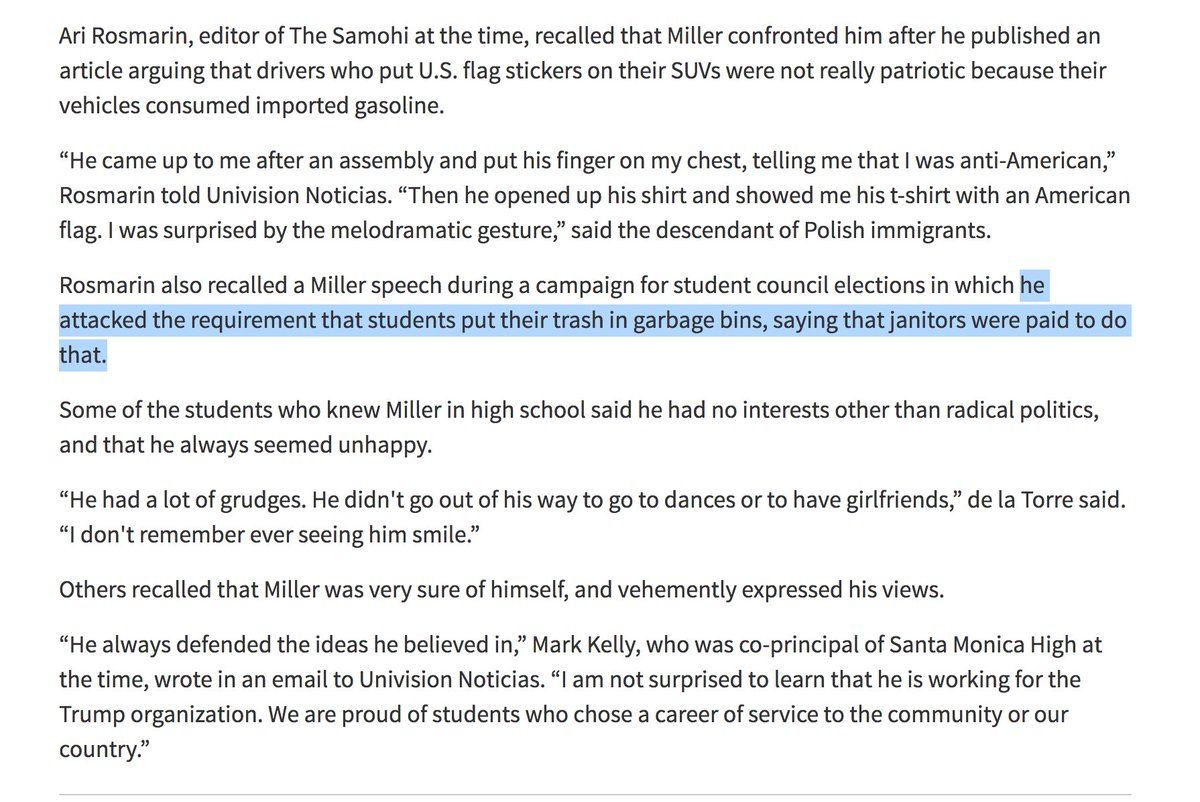 Ari Rosmarin, editor of The Samohi at the time, recalled that Miller confronted him after he published an
article arguing that drivers who put U.S. flag stickers on their SUVs were not really patriotic because their
vehicles consumed imported gasoline.
“He came up to me after an assembly and put his finger on my chest, telling me that I was anti-American,”
Rosmarin told Univision Noticias. “Then he opened up his shirt and showed me his t-shirt with an American
flag. I was surprised by the melodramatic gesture,” said the descendant of Polish immigrants.
Rosmarin also recalled a Miller speech during a campaign for student council elections in which he
attacked the requirement that students put their trash in garbage bins, saying that janitors were paid to do
that.
Some of the students who knew Miller in high school said he had no interests other than radical politics,
and that he always seemed unhappy.
“He had a lot of grudges. He didn't go out of his way to go to dances or to have girlfriends,” de la Torre said.
“I don't remember ever seeing him smile.”
Others recalled that Miller was very sure of himself, and vehemently expressed his views.
“He always defended the ideas he believed in,” Mark Kelly, who was co-principal of Santa Monica High at
the time, wrote in an email to Univision Noticias. “I am not surprised to learn that he is working for the
Trump organization. We are proud of students who chose a career of service to the community or our
country.”